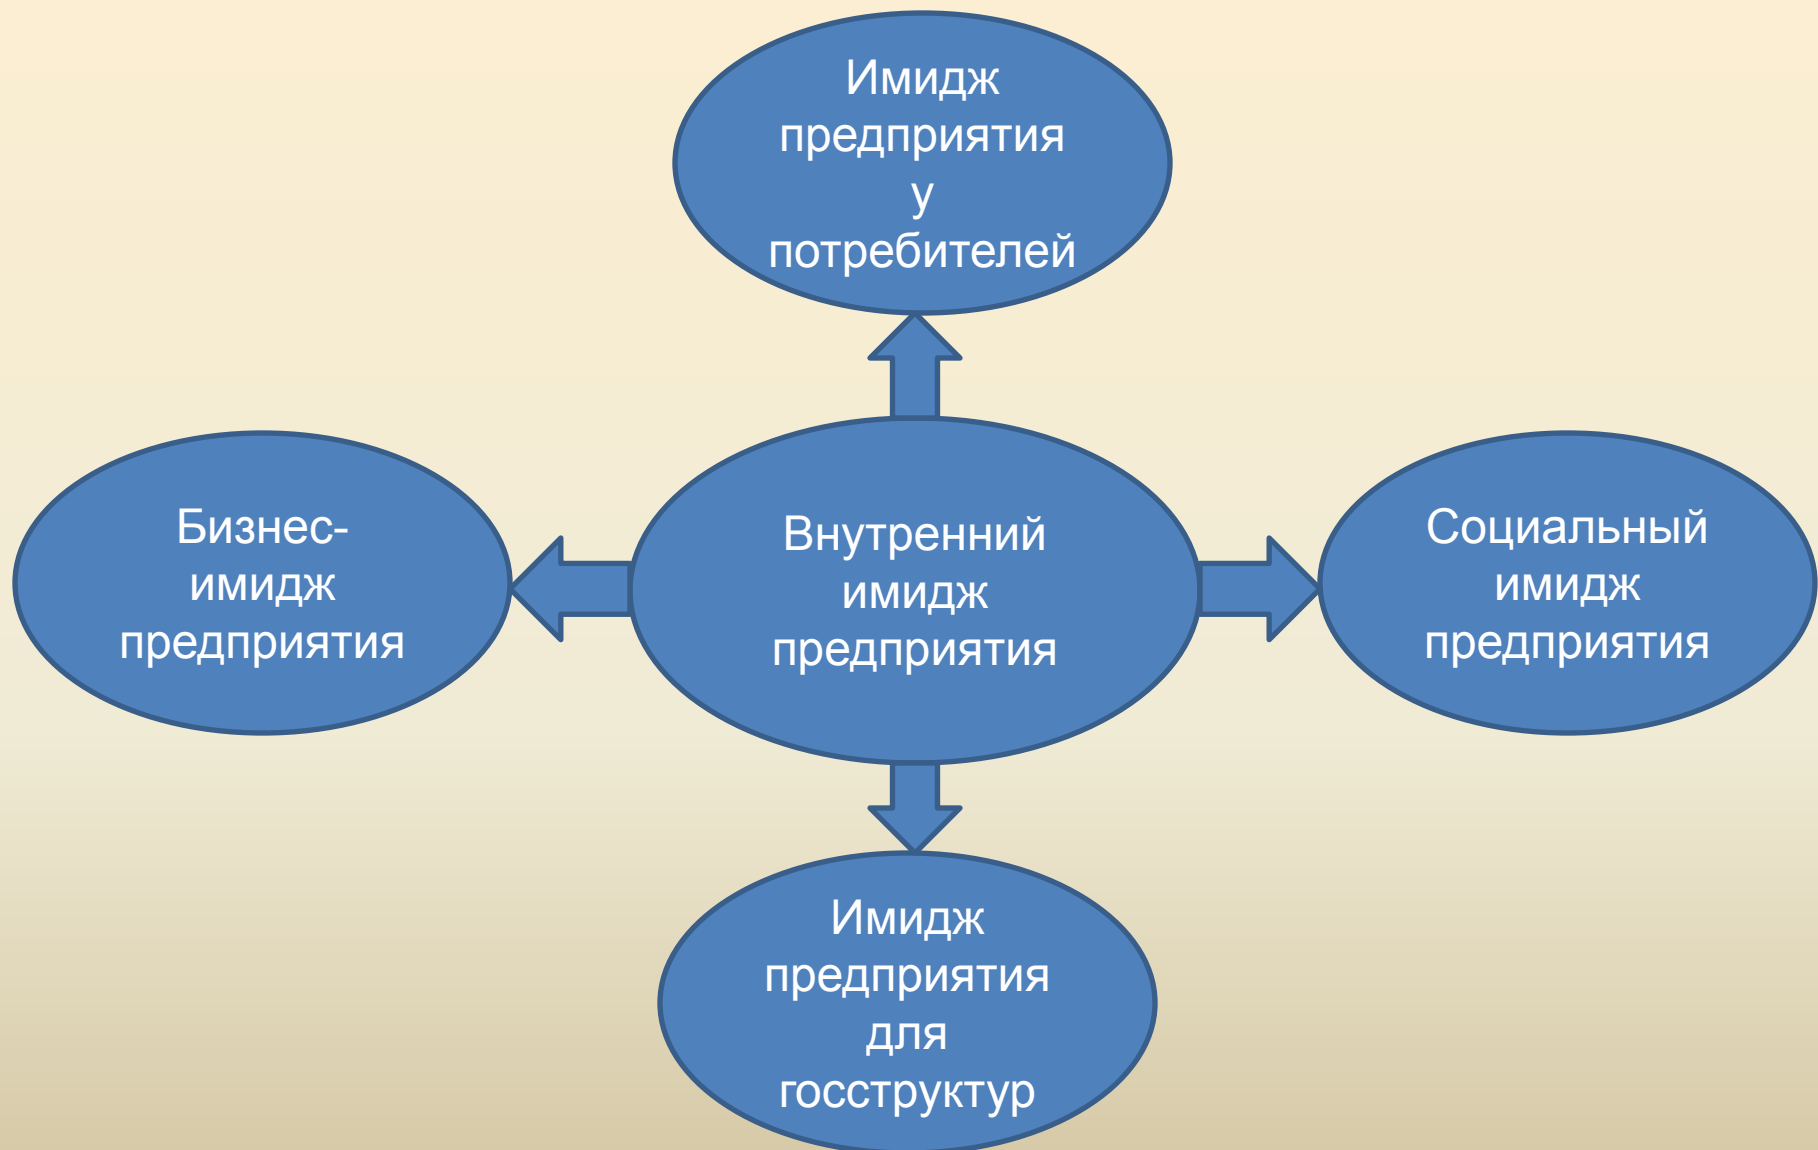 Имидж
предприятия
у
потребителей
Бизнес-
имидж
предприятия
Внутренний
имидж
предприятия
Социальный
имидж
предприятия
Имидж
предприятия
для
госструктур